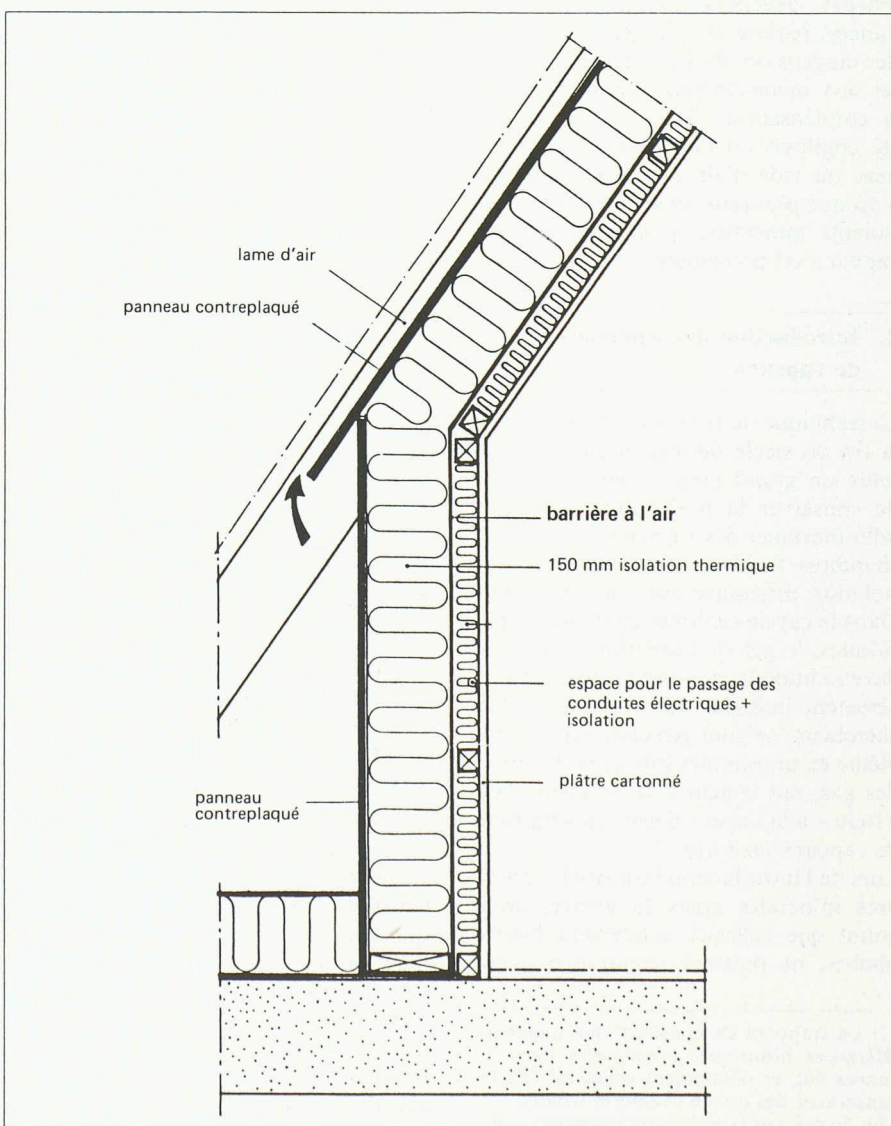 lame d'air
panneau contreplaqué
barrière à l'air
150 mm isolation thermique
espace pour le passage des
conduites électriques +
isolation
plâtre cartonné
panneau
contreplaqué